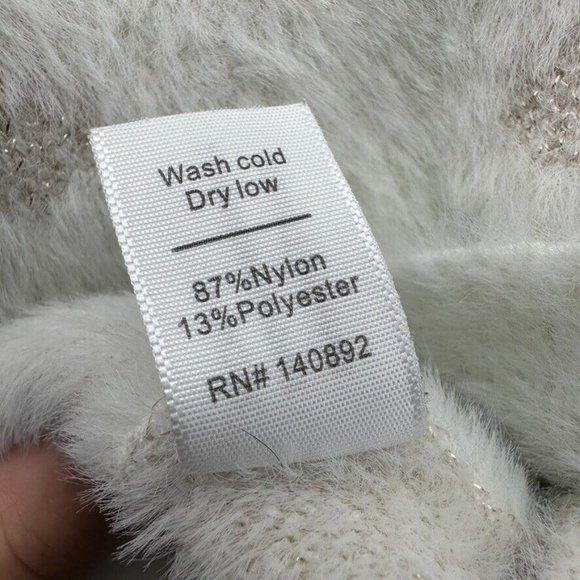 Wash cold
Dry low
87%Nylon
13%Polyester
RN# 140892